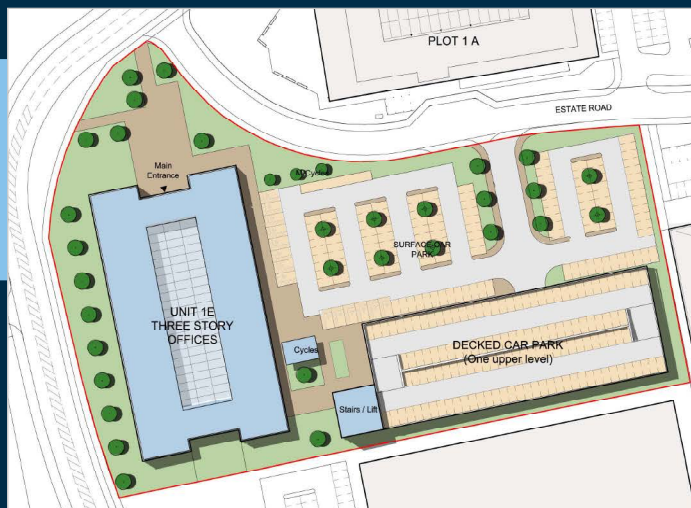 PLOT 1 A
ESTATE ROAD
Main
Entrance
M/Cycles
SURFACE CAR
PARK
UNIT 1E
THREE STORY
OFFICES
Cycles
DECKED CAR PARK
(One upper level)
Stairs / Lift